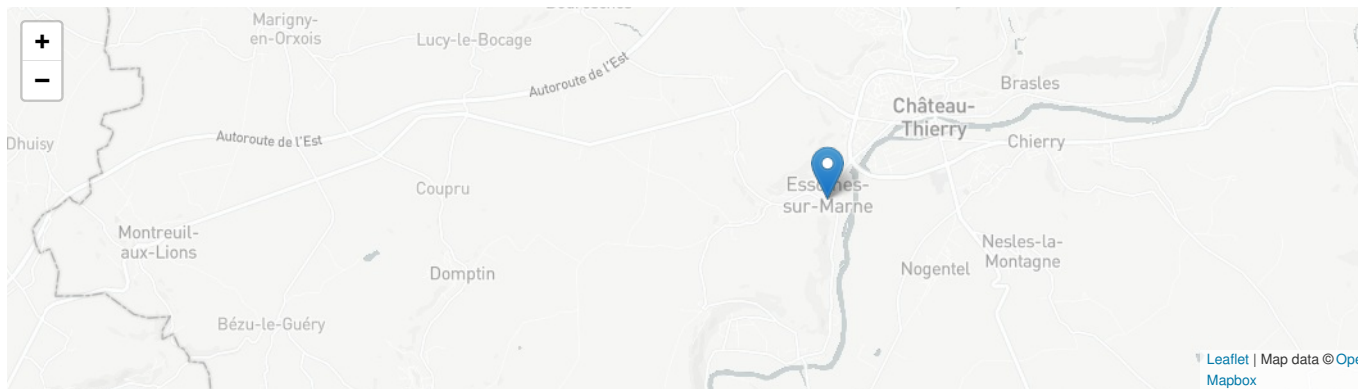 +
−
Marigny-
en-Orxois
Lucy-le-Bocage
Autoroute de l'Est
Brasles
Château-
Thierry
Dhuisy
Autoroute de l'Est
Chierry
Coupru
sur-Marne
Montreuil-
aux-Lions
Nesles-la-
Montagne
Nogentel
Domptin
Bézu-le-Guéry
Leaflet | Map data © Ope
Mapbox